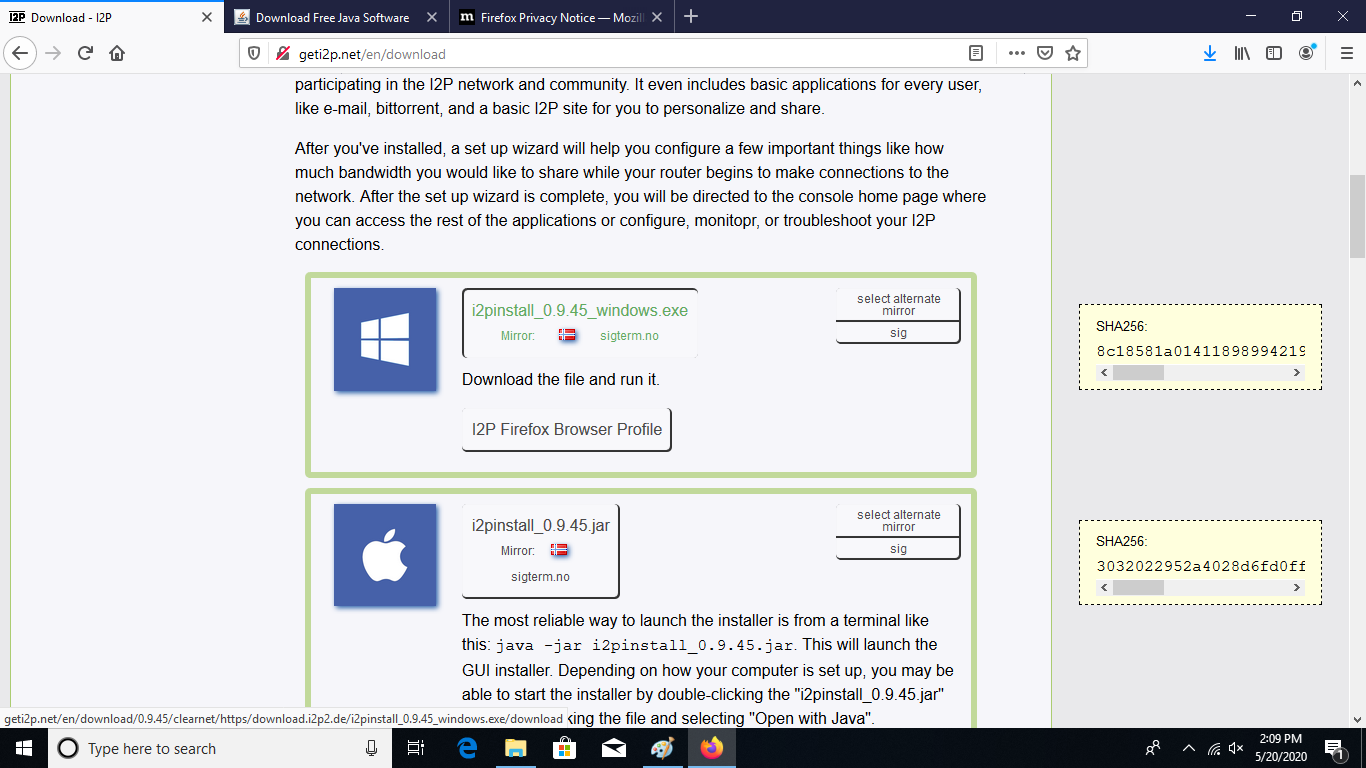 I2P Download - I2P
Download Free Java Software
m Firefox Privacy Notice — Mozil
geti2p.net/en/download
participating in the I2P network and community. It even includes basic applications for every user,
like e-mail, bittorrent, and a basic I2P site for you to personalize and share.
After you've installed, a set up wizard will help you configure a few important things like how
much bandwidth you would like to share while your router begins to make connections to the
network. After the set up wizard is complete, you will be directed to the console home page where
you can access the rest of the applications or configure, monitopr, or troubleshoot your I2P
connections.
i2pinstall_0.9.45_windows.exe
Mirror: sigterm.no
select alternate
mirror
sig
Download the file and run it.
I2P Firefox Browser Profile
SHA256:
8c18581a01411898994219
i2pinstall_0.9.45.jar
Mirror:
sigterm.no
select alternate
mirror
sig
SHA256:
3032022952a4028d6fd0ff
The most reliable way to launch the installer is from a terminal like
this: java -jar i2pinstall_0.9.45.jar. This will launch the
GUI installer. Depending on how your computer is set up, you may be
able to start the installer by double-clicking the "i2pinstall_0.9.45.jar"
king the file and selecting "Open with Java".
geti2p.net/en/download/0.9.45/clearnet/https/download.i2p2.de/i2pinstall_0.9.45_windows.exe/download
Type here to search
2:09 PM
5/20/2020
1